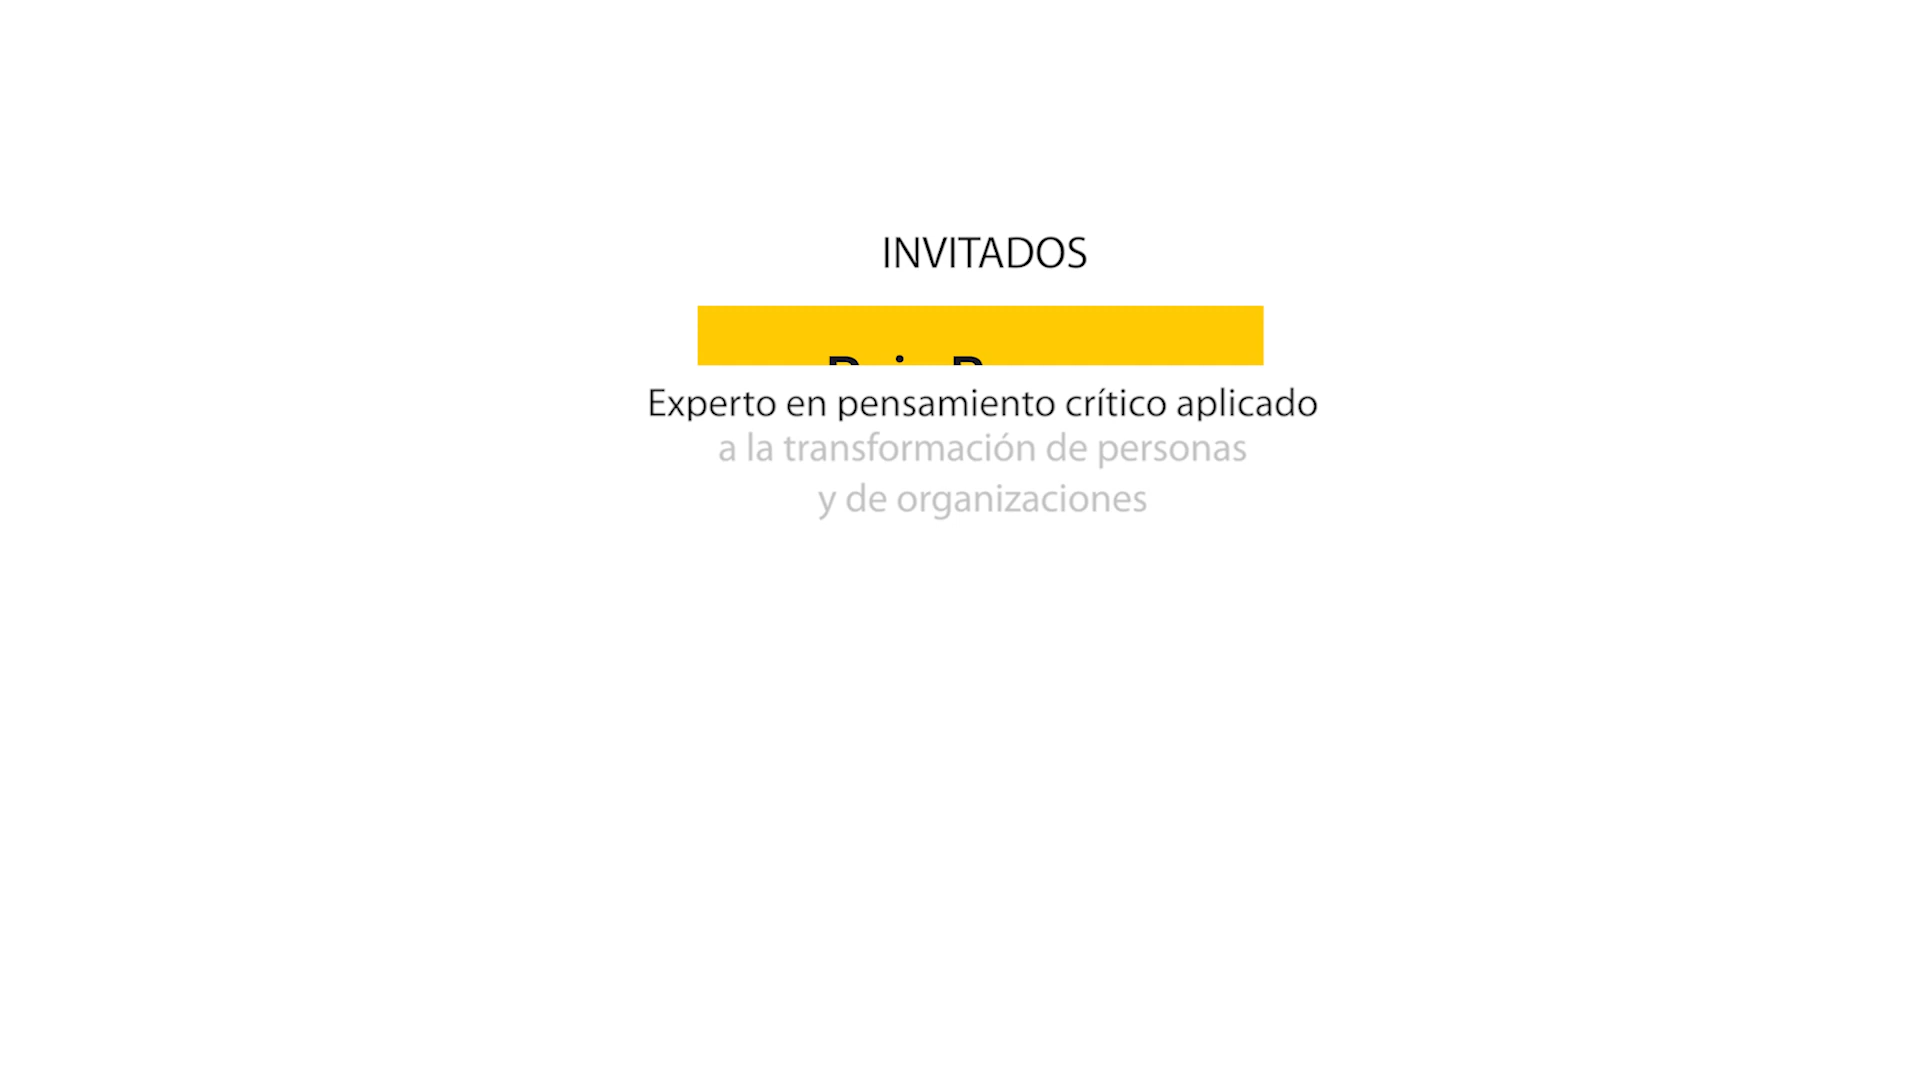 INVITADOS
Experto en pensamiento crítico aplicado
a la transformación de personas
y de organizaciones